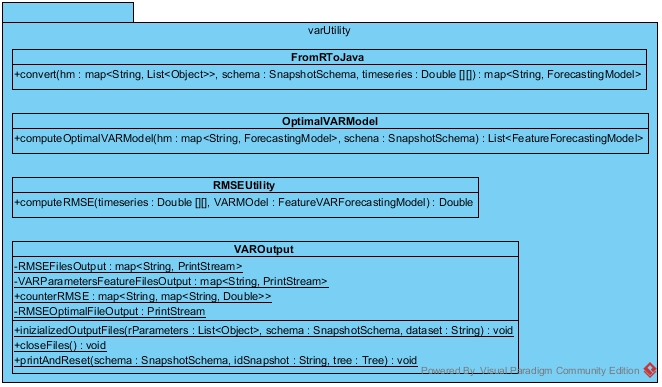 varUtility
FromRToJava
+convert(hm : map<String, List<Object>>, schema : SnapshotSchema, timeseries : Double [][]) : map<String, ForecastingModel>
OptimalVARModel
+computeOptimalVARModel(hm : map<String, ForecastingModel>, schena : SnapshotSchema) : List<FeatureForecastingModel>
RMSEUtility
+computeRMSE(timeseries : Double [][], VARMOdel : FeatureVARForecastingModel) : Double
VAROutput
-RMSEFilesOutput : map<String, PrintStream>
-VARParametersFeatureFilesOutput : map<String, PrintStream>
+counterRMSE : map<String, map<String, Double>>
-RMSEOptimalFileOutput : PrintStream
+inizializedOutputFiles(rParameters : List<Object>, schema : SnapshotSchema, dataset : String) : void
+closeFiles() : void
+printAndReset(schema : SnapshotSchema, idSnapshot : String, tree : Tree) : void
Powered By Visual Paradigm Community Edition